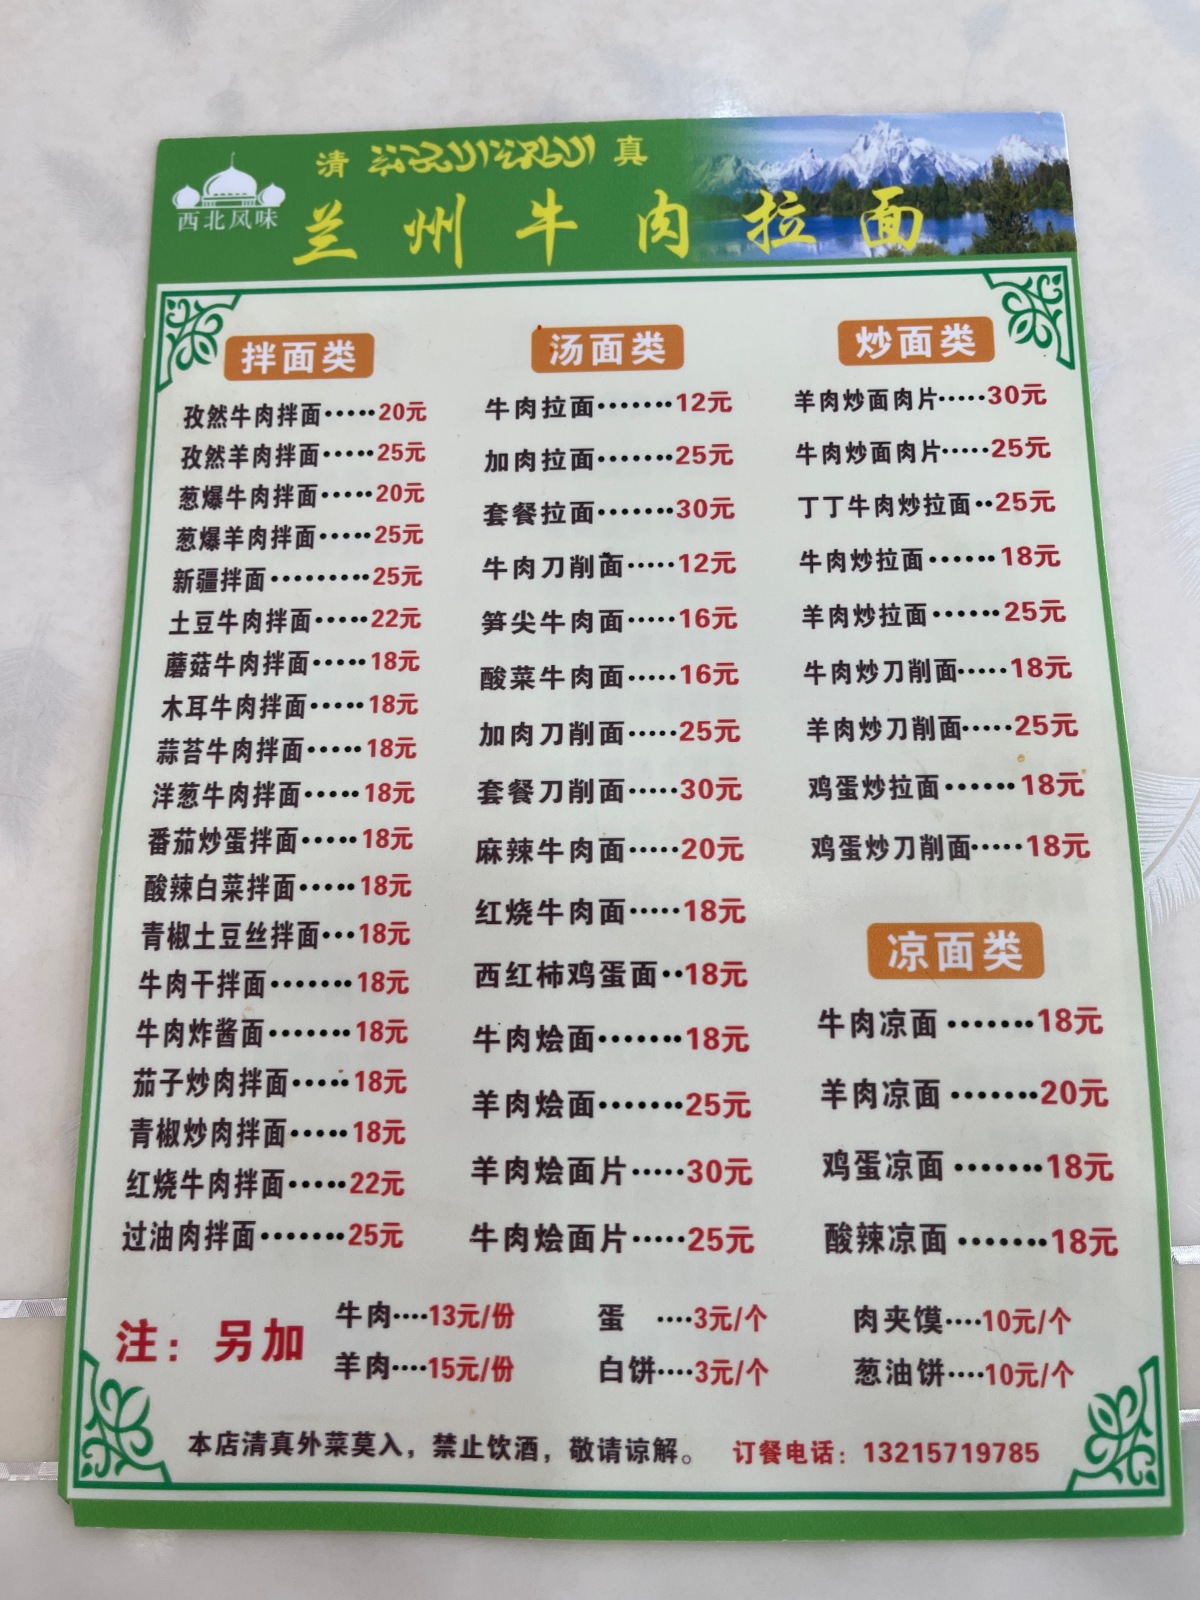 清 真
西北风味
兰州牛肉拉面
拌面类
孜然牛肉拌面·····20元
孜然羊肉拌面·····25元
葱爆牛肉拌面·····20元
葱爆羊肉拌面·····25元
新疆拌面·········25元
土豆牛肉拌面·····22元
蘑菇牛肉拌面·····18元
木耳牛肉拌面·····18元
蒜苔牛肉拌面·····18元
洋葱牛肉拌面·····18元
番茄炒蛋拌面·····18元
酸辣白菜拌面·····18元
青椒土豆丝拌面···18元
牛肉干拌面·······18元
牛肉炸酱面·······18元
茄子炒肉拌面·····18元
青椒炒肉拌面·····18元
红烧牛肉拌面·····22元
过油肉拌面·······25元
汤面类
牛肉拉面·······12元
加肉拉面·······25元
套餐拉面·······30元
牛肉刀削面·····12元
笋尖牛肉面·····16元
酸菜牛肉面·····16元
加肉刀削面·····25元
套餐刀削面·····30元
麻辣牛肉面·····20元
红烧牛肉面·····18元
西红柿鸡蛋面··18元
牛肉烩面·······18元
羊肉烩面·······25元
羊肉烩面片·····30元
牛肉烩面片·····25元
炒面类
羊肉炒面肉片·····30元
牛肉炒面肉片·····25元
丁丁牛肉炒拉面··25元
牛肉炒拉面······18元
羊肉炒拉面······25元
牛肉炒刀削面·····18元
羊肉炒刀削面·····25元
鸡蛋炒拉面······18元
鸡蛋炒刀削面·····18元
凉面类
牛肉凉面·······18元
羊肉凉面·······20元
鸡蛋凉面·······18元
酸辣凉面·······18元
注：另加
牛肉····13元/份 蛋 ····3元/个 肉夹馍····10元/个
羊肉····15元/份 白饼····3元/个 葱油饼····10元/个
本店清真外菜莫入，禁止饮酒，敬请谅解。 订餐电话：13215719785